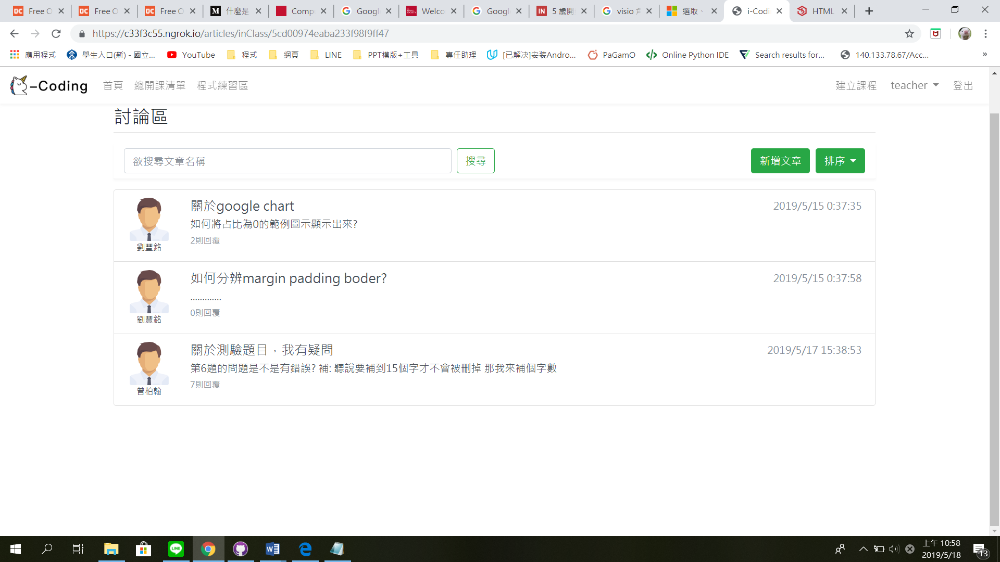 Free O
Free O
Free O
什麼是
Comp
Googl
Welco
Googl
5 歲開
visio 
選取、
i-Codi
HTML
https://c33f3c55.ngrok.io/articles/inClass/5cd00974eaba233f98f9ff47
應用程式
學生入口(新) - 國立...
YouTube
程式
網頁
LINE
PPT模版+工具
專任助理
[已解决]安装Andro...
PaGamO
Online Python IDE
Search results for...
140.133.78.67/Acc...
»
-Coding
首頁
總開課清單
程式練習區
建立課程
teacher
登出
討論區
欲搜尋文章名稱
搜尋
新增文章
排序
關於google chart
2019/5/15 0:37:35
如何將占比為0的範例圖示顯示出來?
2則回覆
劉豐銘
如何分辨margin padding boder?
2019/5/15 0:37:58
.............
0則回覆
劉豐銘
關於測驗題目，我有疑問
2019/5/17 15:38:53
第6題的問題是不是有錯誤? 補: 聽說要補到15個字才不會被刪掉 那我來補個字數
7則回覆
曾柏翰
上午 10:58
2019/5/18
13